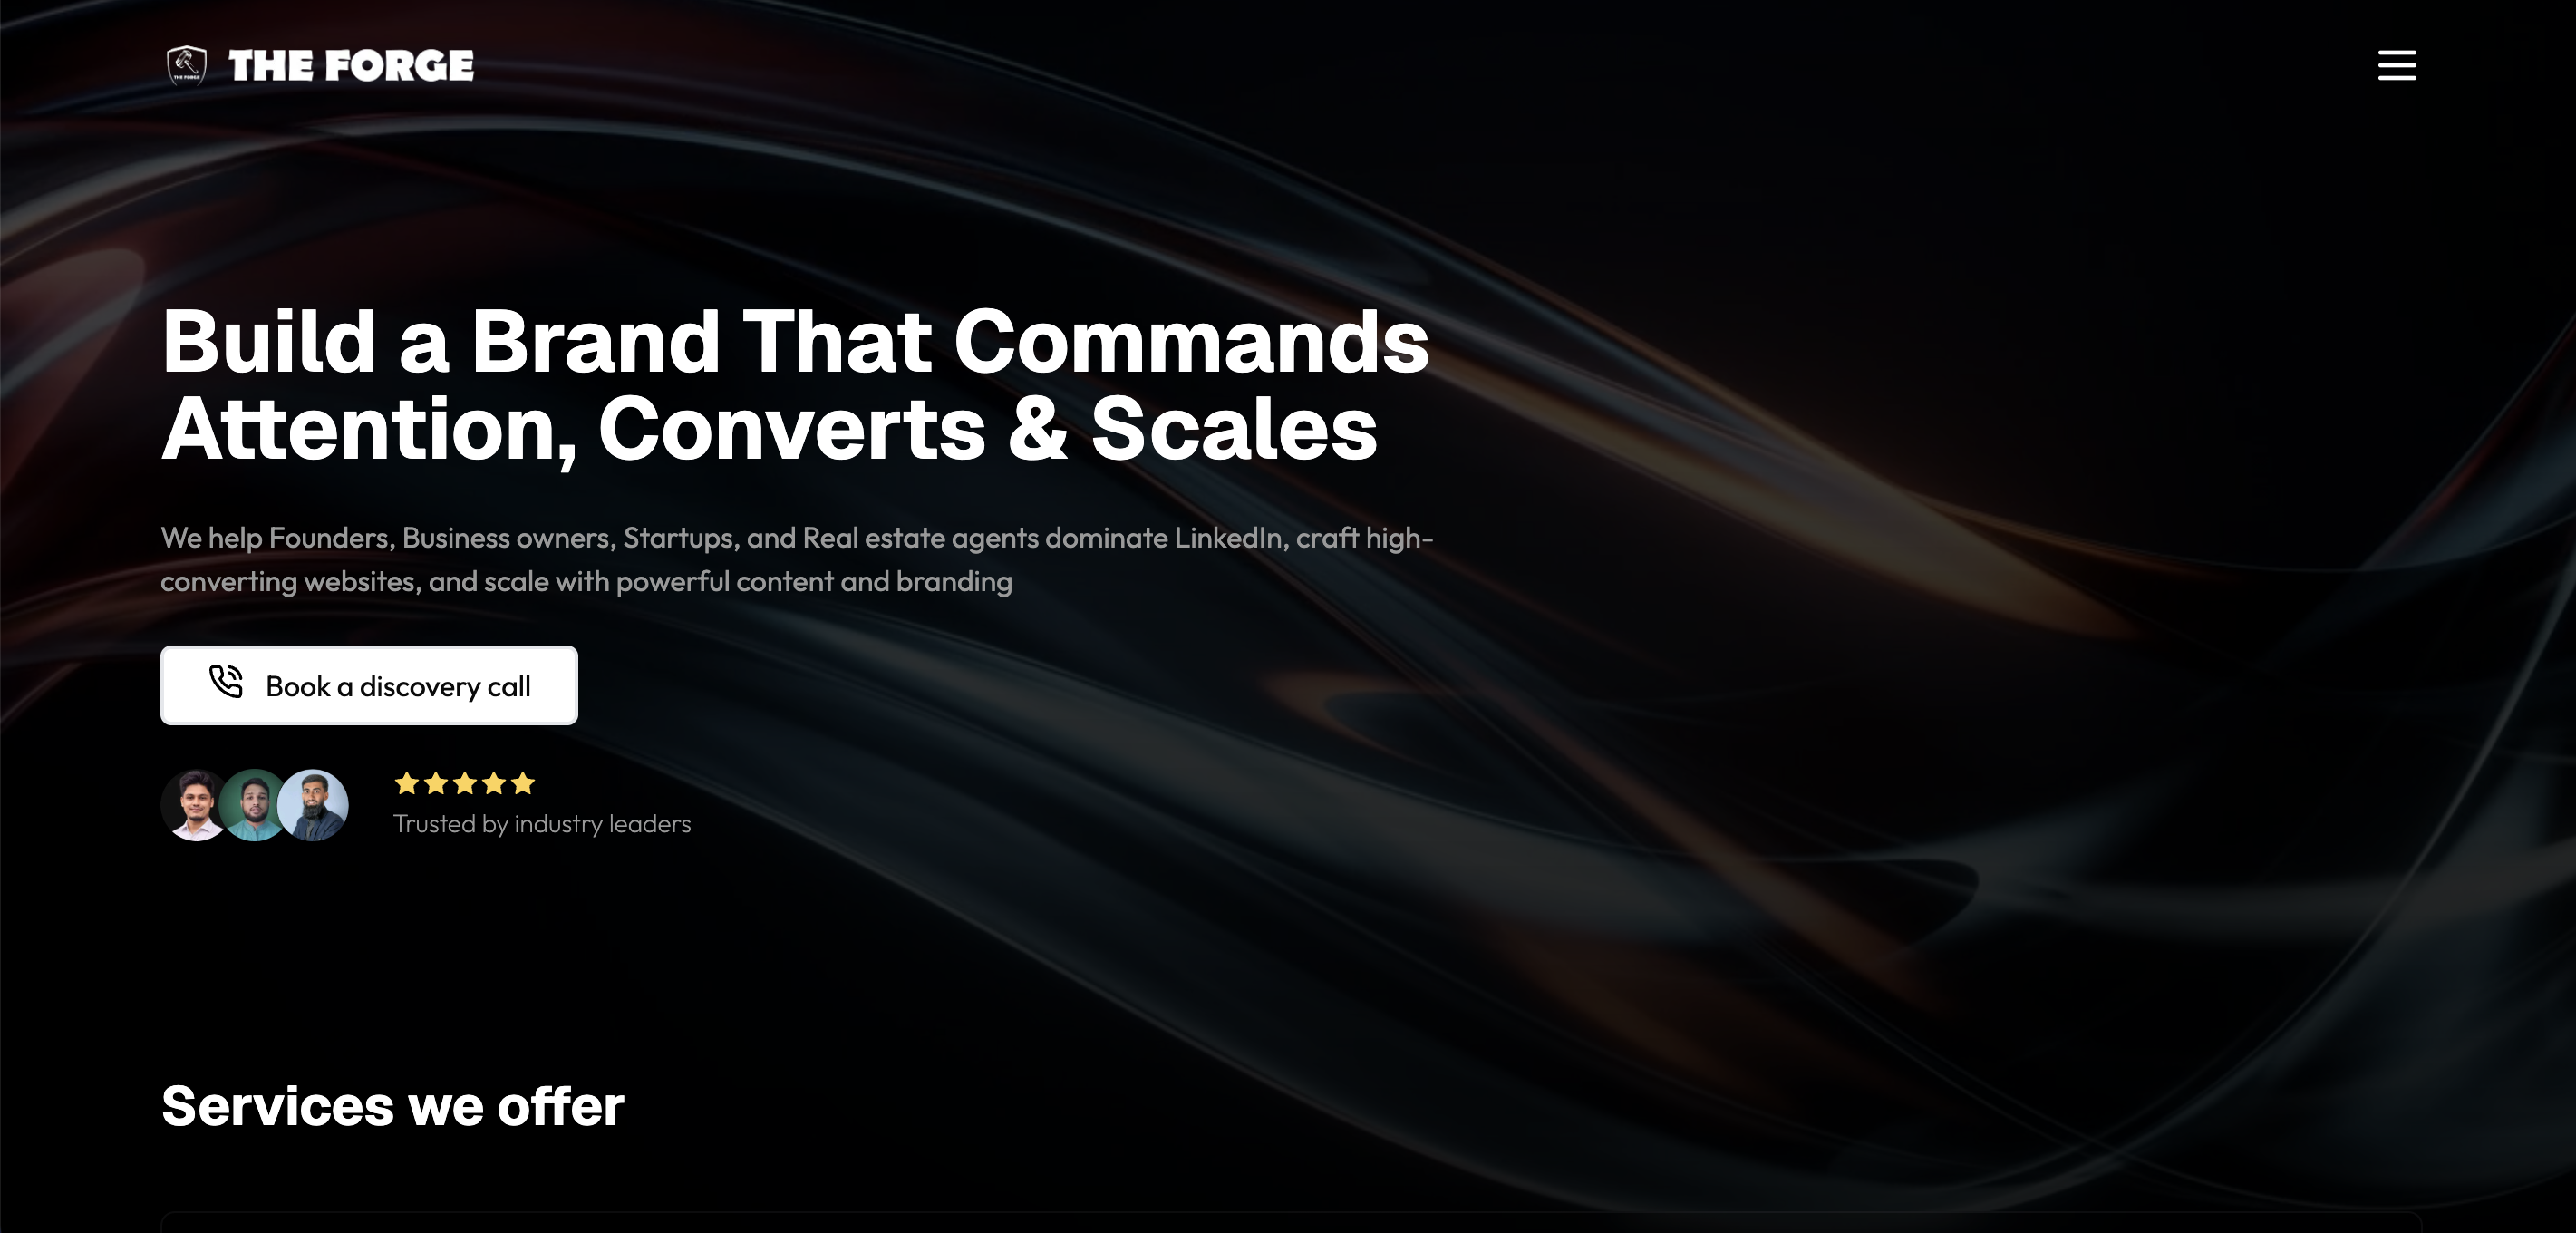 THE FORGE
THE FORGE
Build a Brand That Commands
Attention, Converts & Scales
We help Founders, Business owners, Startups, and Real estate agents dominate LinkedIn, craft high-
converting websites, and scale with powerful content and branding
Book a discovery call
Trusted by industry leaders
Services we offer